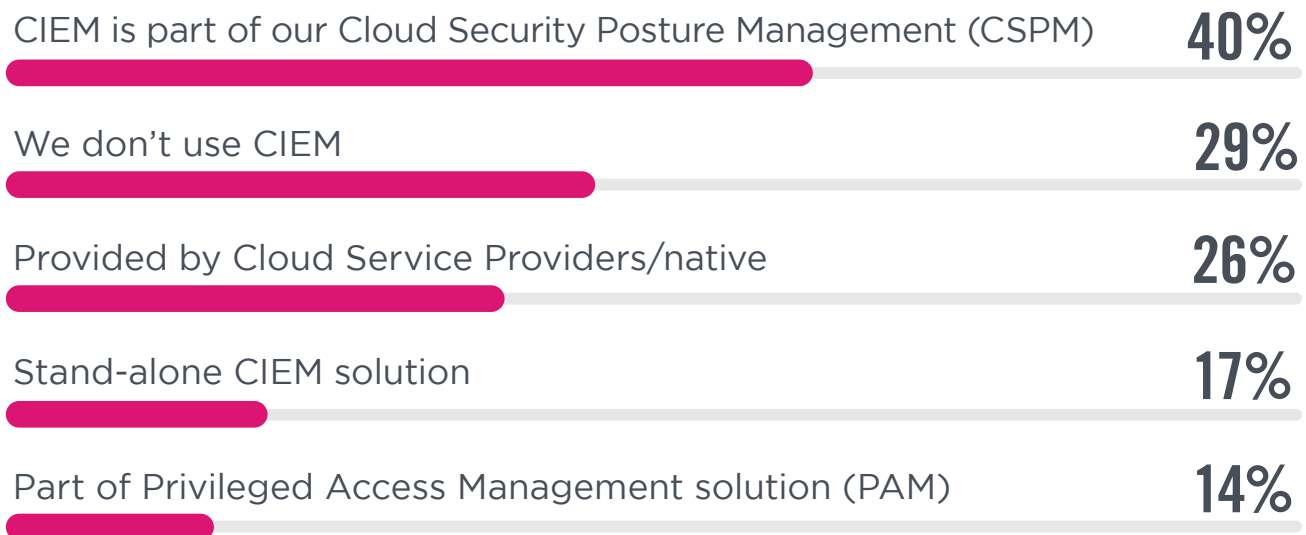 CIEM is part of our Cloud Security Posture Management (CSPM) 40%
We don’t use CIEM 29%
Provided by Cloud Service Providers/native 26%
Stand-alone CIEM solution 17%
Part of Privileged Access Management solution (PAM) 14%